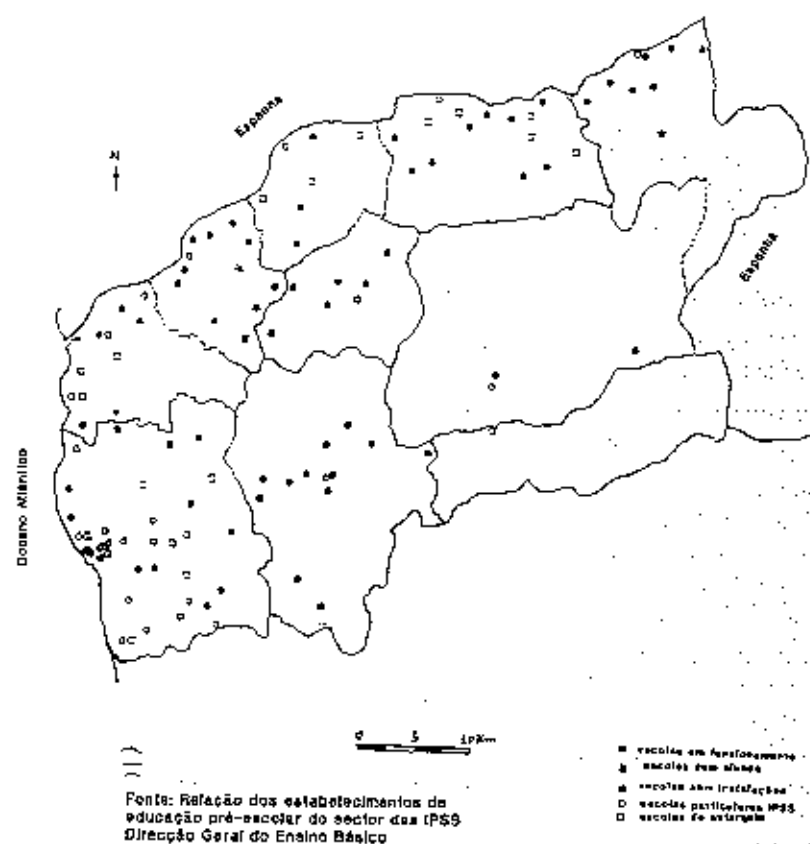 Espanha
N
Espanha
Oceano Atlântico
0 5 10Km
escolas em funcionamento
escolas sem alunos
escolas sem instalações
escolas particulares IPSS
escolas de
Fonte: Relação dos estabelecimentos de
educação pré-escolar do sector das IPSS
Direcção Geral do Ensino Básico